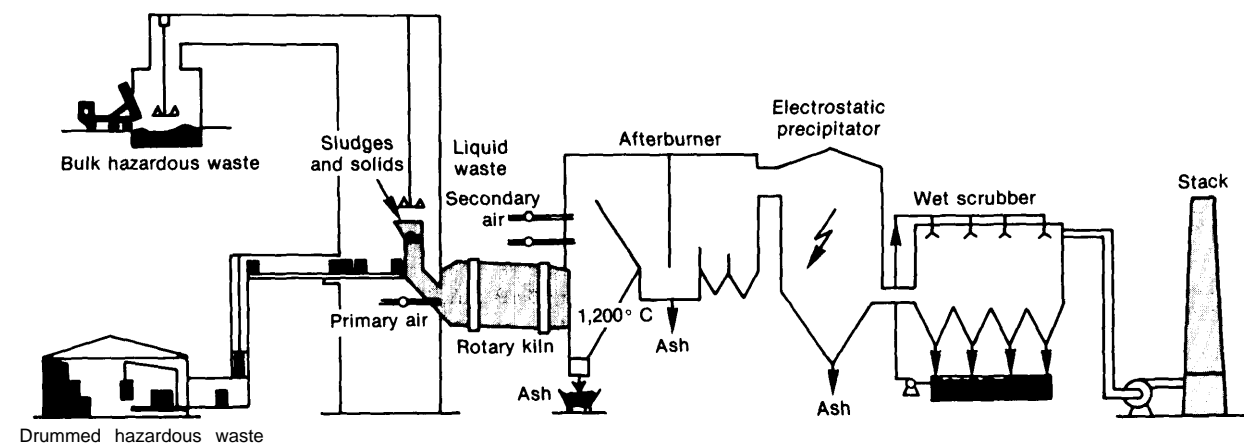 Bulk hazardous waste
Sludges
and solids
Liquid
waste
Secondary
air
Afterburner
Electrostatic
precipitator
Wet scrubber
Stack
Primary air
Rotary kiln
1,200° C
Ash
Ash
Ash
Drummed hazardous waste